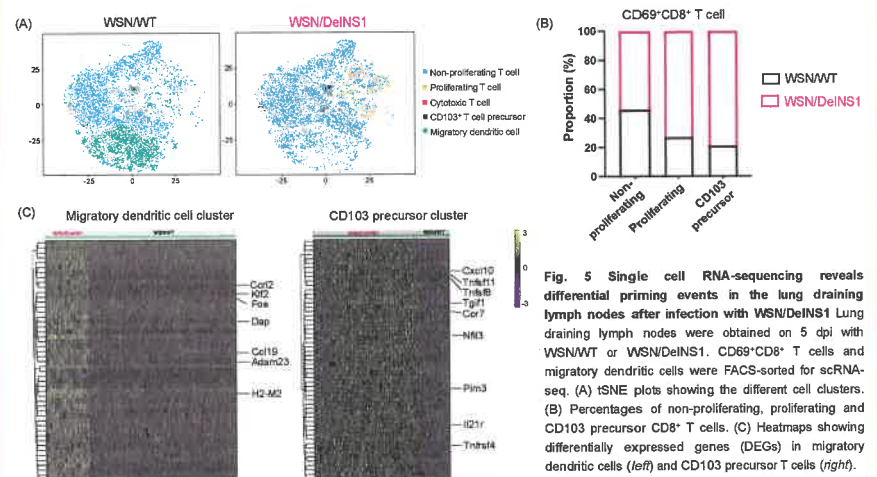 (A)
WSN/WT
WSN/DelNS1
25
0
-25
-25
0
25
25
0
-25
-25
0
25
Non-proliferating T cell
Proliferating T cell
Cytotoxic T cell
CD103⁺ T cell precursor
Migratory dendritic cell
(B)
CD69⁺CD8⁺ T cell
Proportion (%)
100
80
60
40
20
0
Non-
proliferating
Proliferating
CD103
precursor
WSN/WT
WSN/DelNS1
(C)
Migratory dendritic cell cluster
Ccrl2
Klf2
Fos
Dap
Ccl19
Adam23
H2-M2
CD103 precursor cluster
Cxcl10
Tnfsf11
Tnfsf8
Tgif1
Ccr7
Nfil3
Pim3
Il21r
Tnfrsf4
3
0
-3
Fig. 5 Single cell RNA-sequencing reveals
differential priming events in the lung draining
lymph nodes after infection with WSN/DelNS1 Lung
draining lymph nodes were obtained on 5 dpi with
WSN/WT or WSN/DelNS1. CD69⁺CD8⁺ T cells and
migratory dendritic cells were FACS-sorted for scRNA-
seq. (A) tSNE plots showing the different cell clusters.
(B) Percentages of non-proliferating, proliferating and
CD103 precursor CD8⁺ T cells. (C) Heatmaps showing
differentially expressed genes (DEGs) in migratory
dendritic cells (left) and CD103 precursor T cells (right).